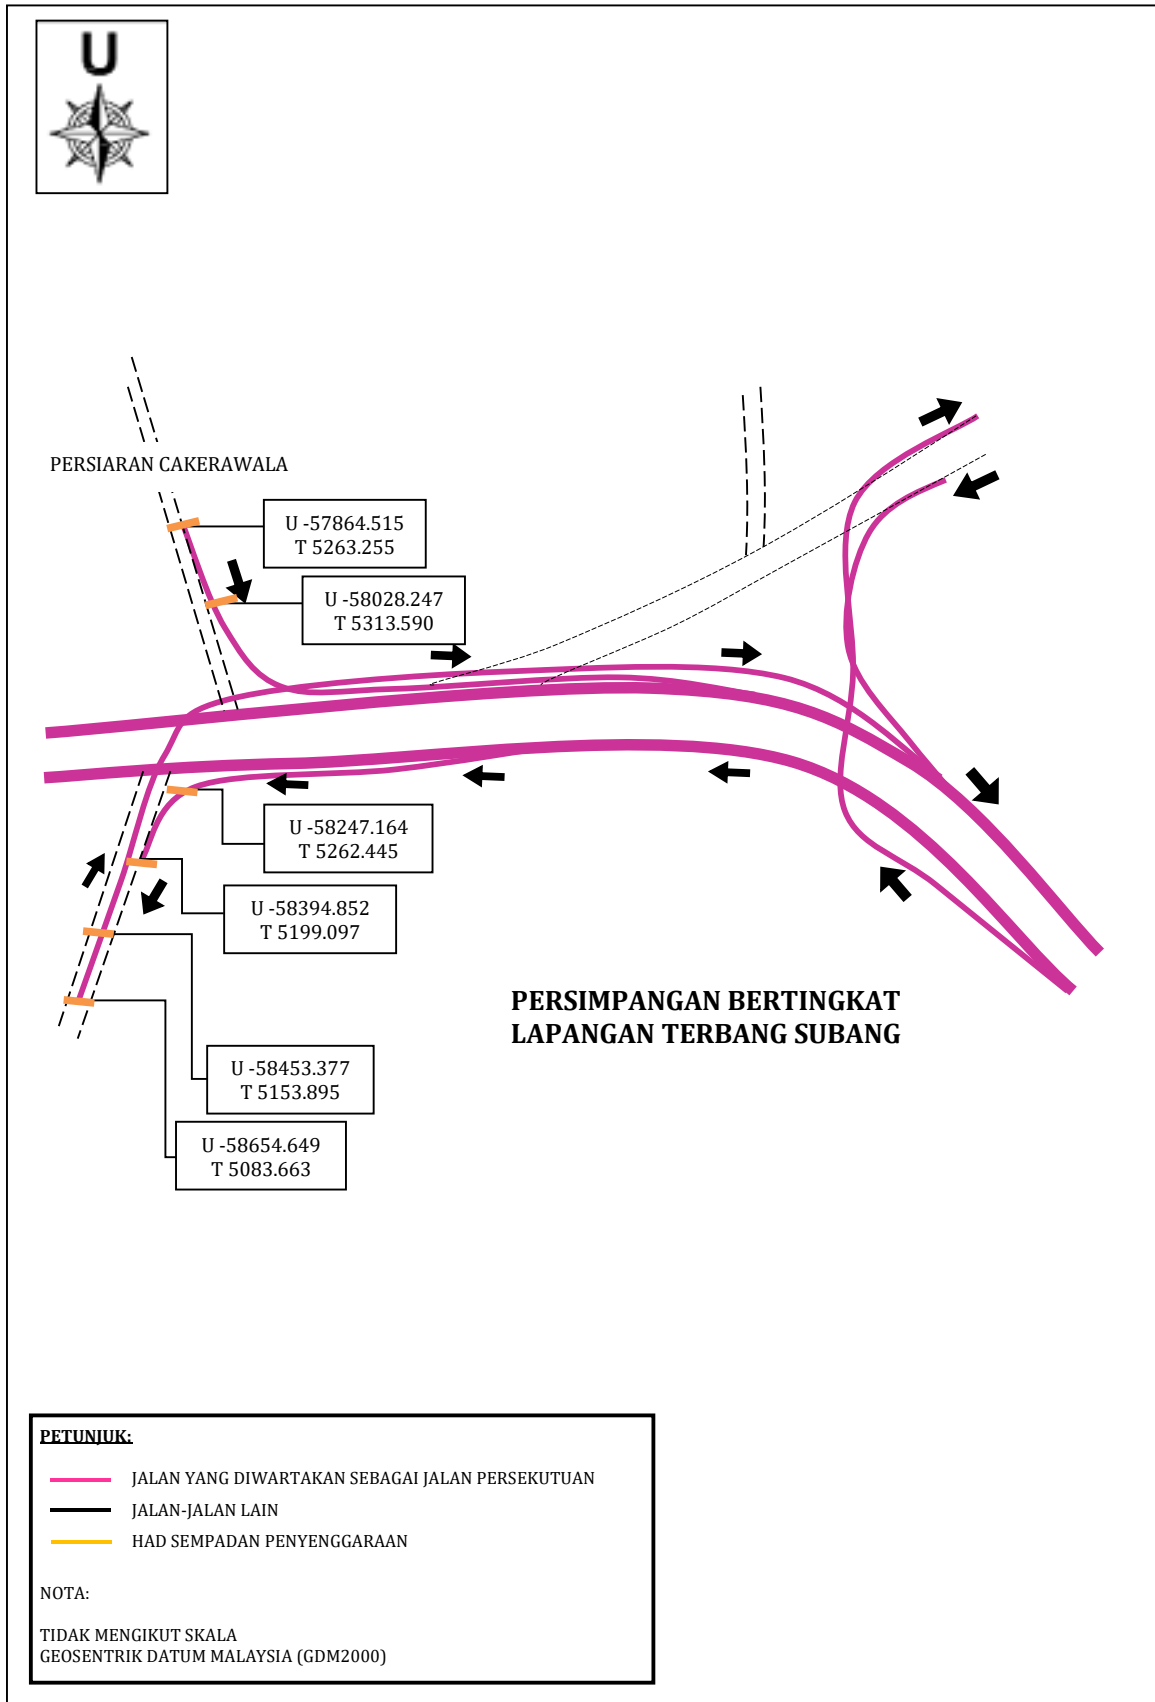 U
PERSIARAN CAKERAWALA
U -57864.515
T 5263.255
U -58028.247
T 5313.590
U -58247.164
T 5262.445
U -58394.852
T 5199.097
PERSIMPANGAN BERTINGKAT
LAPANGAN TERBANG SUBANG
U -58453.377
T 5153.895
U -58654.649
T 5083.663
PETUNJUK:
JALAN YANG DIWARTAKAN SEBAGAI JALAN PERSEKUTUAN
JALAN-JALAN LAIN
HAD SEMPADAN PENYENGGARAAN
NOTA:
TIDAK MENGIKUT SKALA
GEOSENTRIK DATUM MALAYSIA (GDM2000)